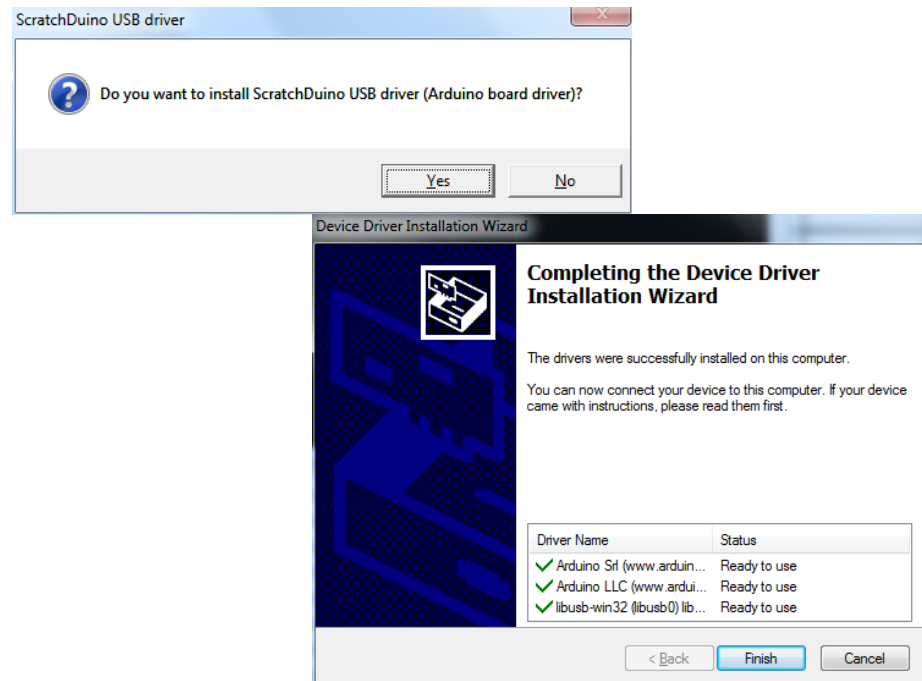 ScratchDuino USB driver
Do you want to install ScratchDuino USB driver (Arduino board driver)?
Yes No
Device Driver Installation Wizard
Completing the Device Driver
Installation Wizard
The drivers were successfully installed on this computer.
You can now connect your device to this computer. If your device
came with instructions, please read them first.
Driver Name Status
Arduino Srl (www.arduin... Ready to use
Arduino LLC (www.ardui... Ready to use
libusb-win32 (libusb0) lib... Ready to use
< Back Finish Cancel